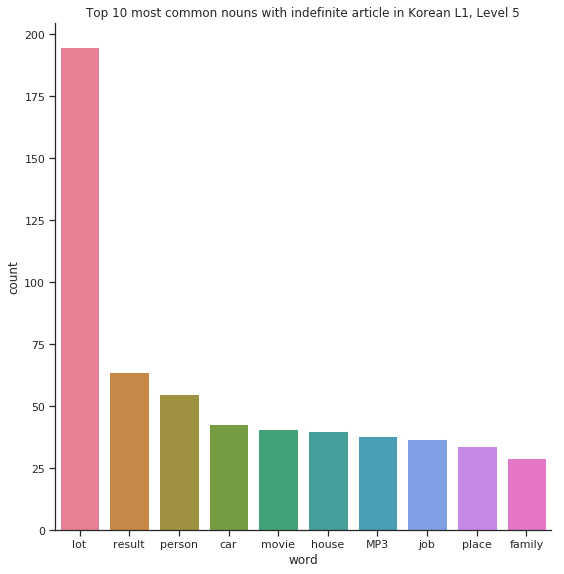 Top 10 most common nouns with indefinite article in Korean L1, Level 5
200
175
150
125
100
75
50
25
0
count
lot result person car movie house MP3 job place family
word